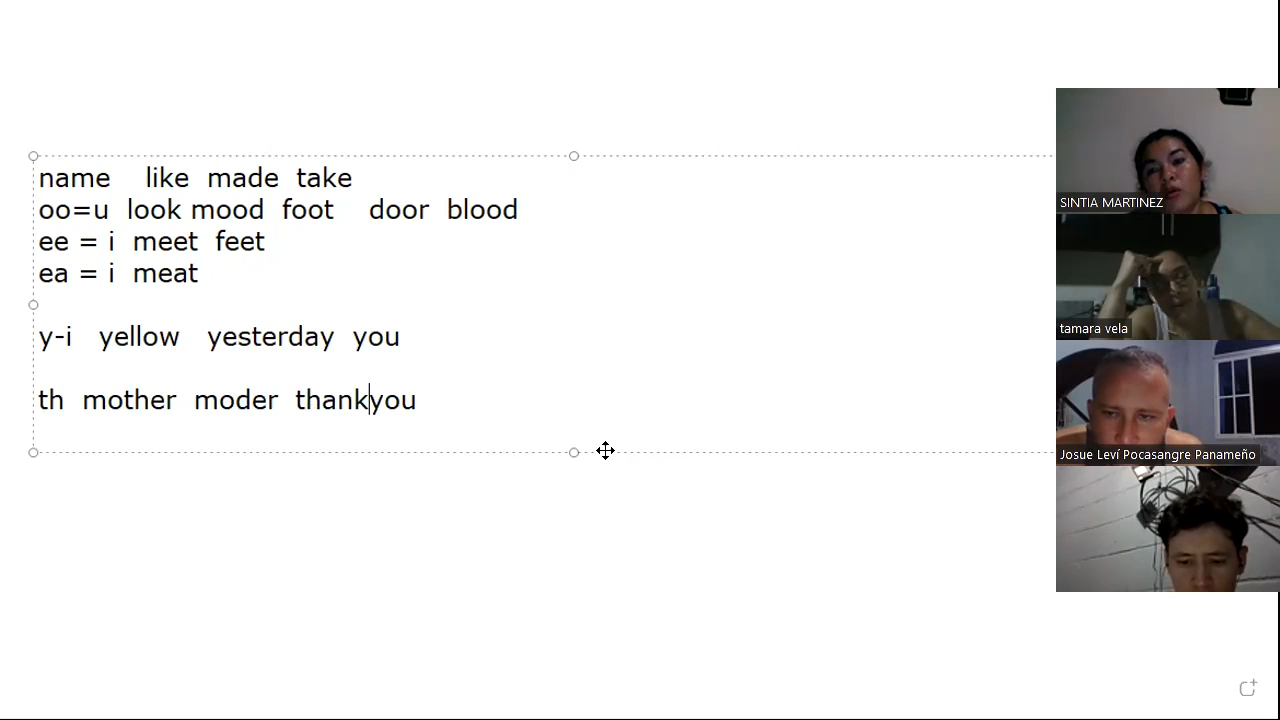 name like made take
oo=u look mood foot door blood
ee = i meet feet
ea = i meat
y-i yellow yesterday you
th mother moder thankyou
SINTIA MARTINEZ
tamara vela
Josue Leví Pocasangre Panameño